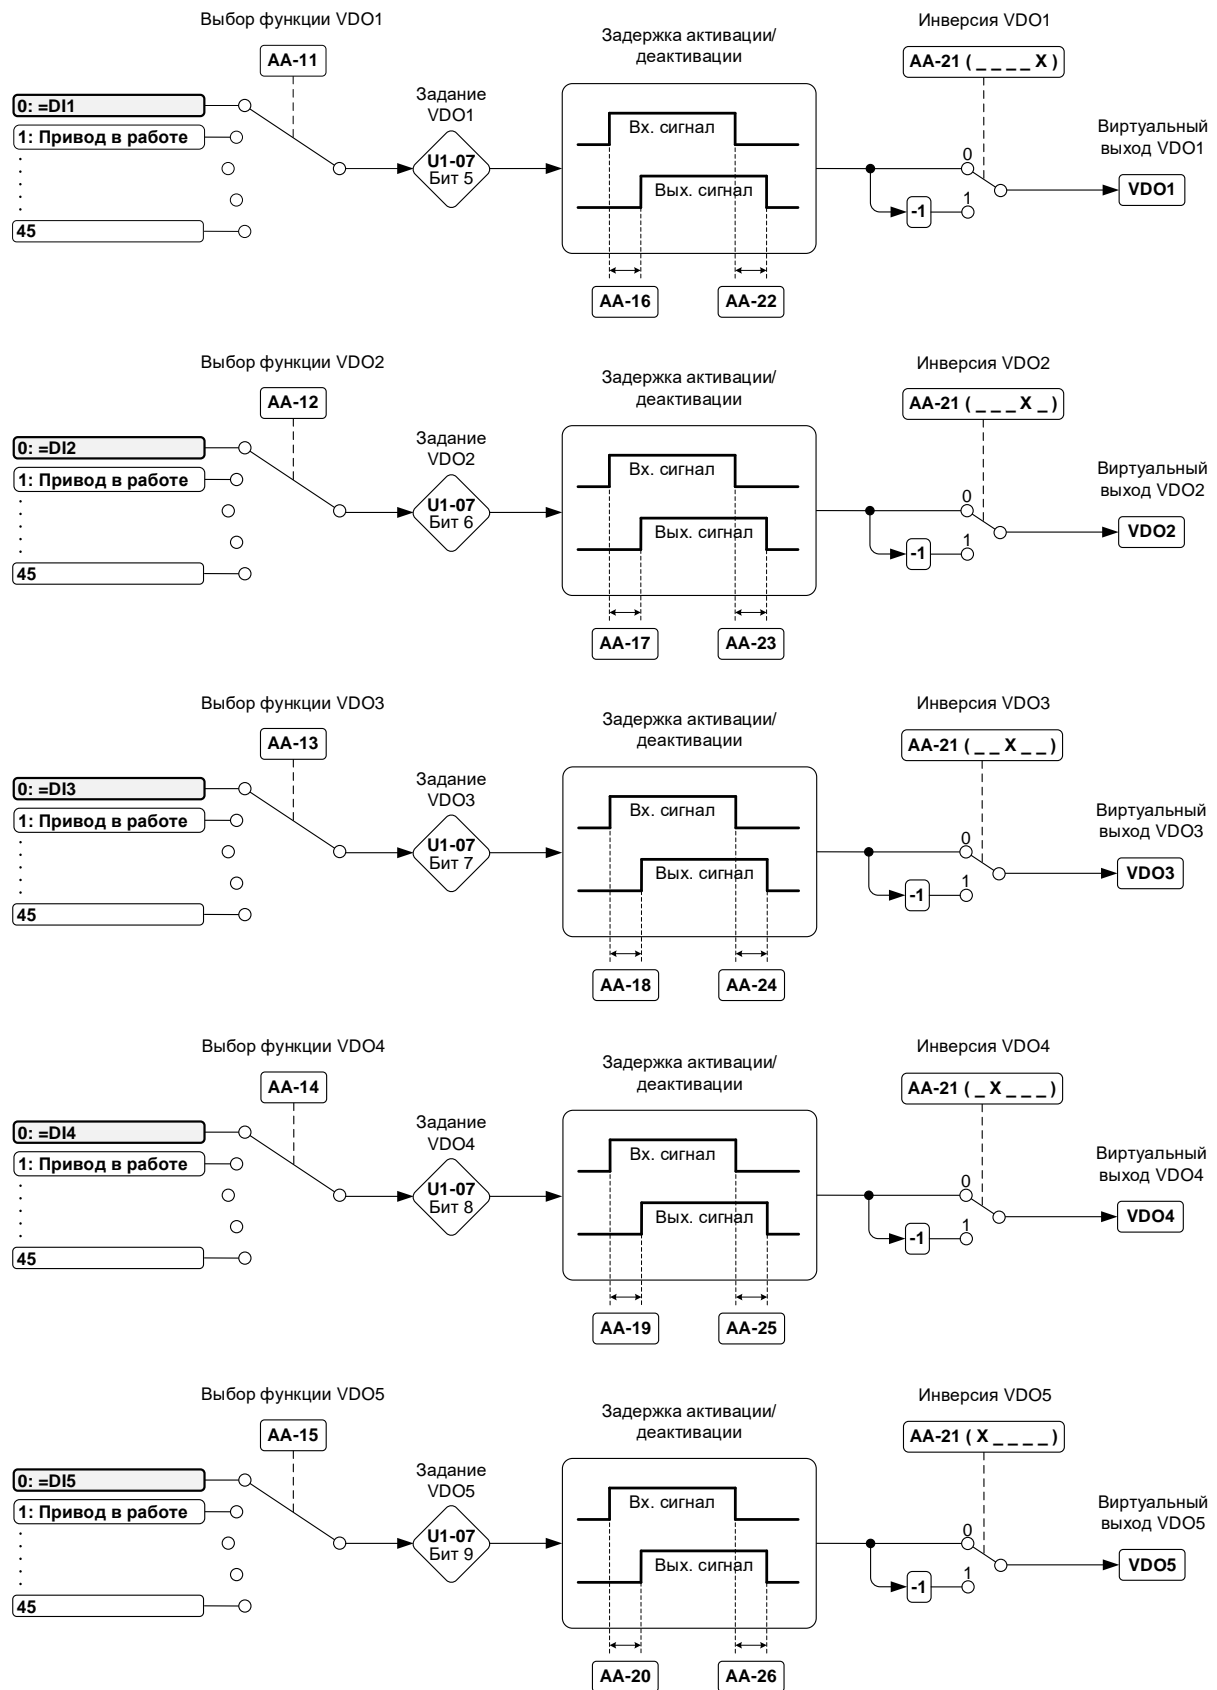 Выбор функции VDO1
AA-11
0: =DI1
1: Привод в работе
45
Задание
VDO1
U1-07
Бит 5
Задержка активации/
деактивации
Вх. сигнал
Вых. сигнал
AA-16
AA-22
Инверсия VDO1
AA-21 ( _ _ _ _ X )
0
1
-1
Виртуальный
выход VDO1
VDO1
Выбор функции VDO2
AA-12
0: =DI2
1: Привод в работе
45
Задание
VDO2
U1-07
Бит 6
Задержка активации/
деактивации
Вх. сигнал
Вых. сигнал
AA-17
AA-23
Инверсия VDO2
AA-21 ( _ _ _ X _ )
0
1
-1
Виртуальный
выход VDO2
VDO2
Выбор функции VDO3
AA-13
0: =DI3
1: Привод в работе
45
Задание
VDO3
U1-07
Бит 7
Задержка активации/
деактивации
Вх. сигнал
Вых. сигнал
AA-18
AA-24
Инверсия VDO3
AA-21 ( _ _ X _ _ )
0
1
-1
Виртуальный
выход VDO3
VDO3
Выбор функции VDO4
AA-14
0: =DI4
1: Привод в работе
45
Задание
VDO4
U1-07
Бит 8
Задержка активации/
деактивации
Вх. сигнал
Вых. сигнал
AA-19
AA-25
Инверсия VDO4
AA-21 ( _ X _ _ _ )
0
1
-1
Виртуальный
выход VDO4
VDO4
Выбор функции VDO5
AA-15
0: =DI5
1: Привод в работе
45
Задание
VDO5
U1-07
Бит 9
Задержка активации/
деактивации
Вх. сигнал
Вых. сигнал
AA-20
AA-26
Инверсия VDO5
AA-21 ( X _ _ _ _ )
0
1
-1
Виртуальный
выход VDO5
VDO5